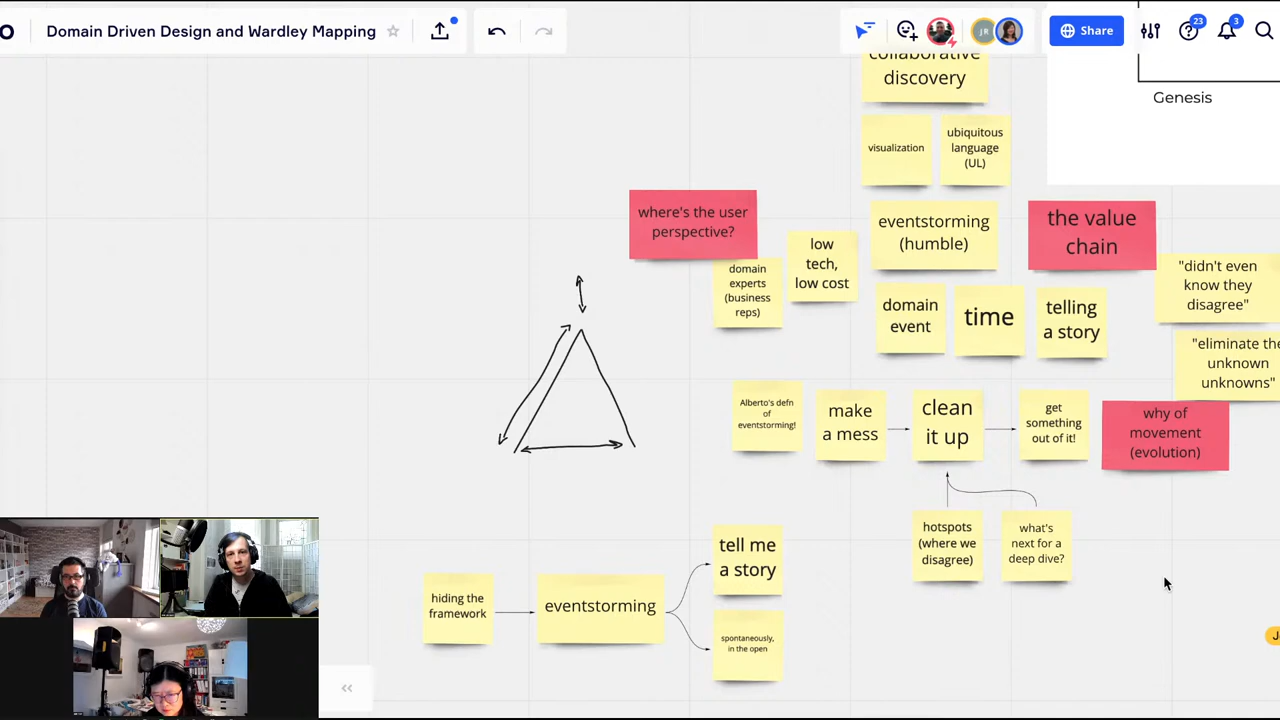 Domain Driven Design and Wardley Mapping
JR
Share
23
3
Genesis
collaborative
discovery
visualization
ubiquitous
language
(UL)
where's the user
perspective?
eventstorming
(humble)
the value
chain
low
tech,
low cost
domain
experts
(business
reps)
"didn't even
know they
disagree"
domain
event
time
telling
a story
"eliminate the
unknown
unknowns"
Alberto's defn
of
eventstorming!
make
a mess
clean
it up
get
something
out of it!
why of
movement
(evolution)
hotspots
(where we
disagree)
what's
next for a
deep dive?
tell me
a story
hiding the
framework
eventstorming
spontaneously,
in the open